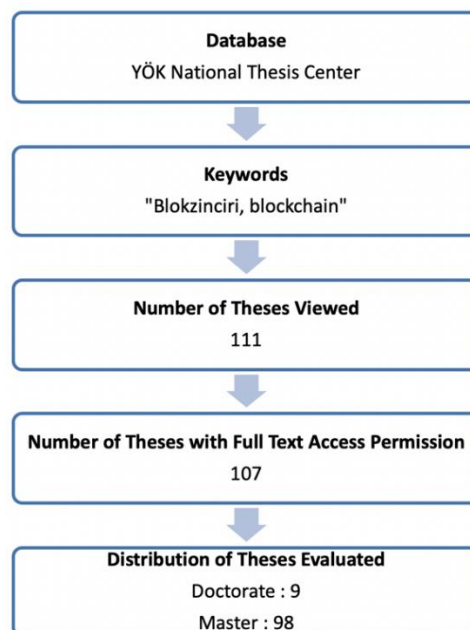 Database
YÖK National Thesis Center
Keywords
"Blokzinciri, blockchain"
Number of Theses Viewed
111
Number of Theses with Full Text Access Permission
107
Distribution of Theses Evaluated
Doctorate : 9
Master : 98